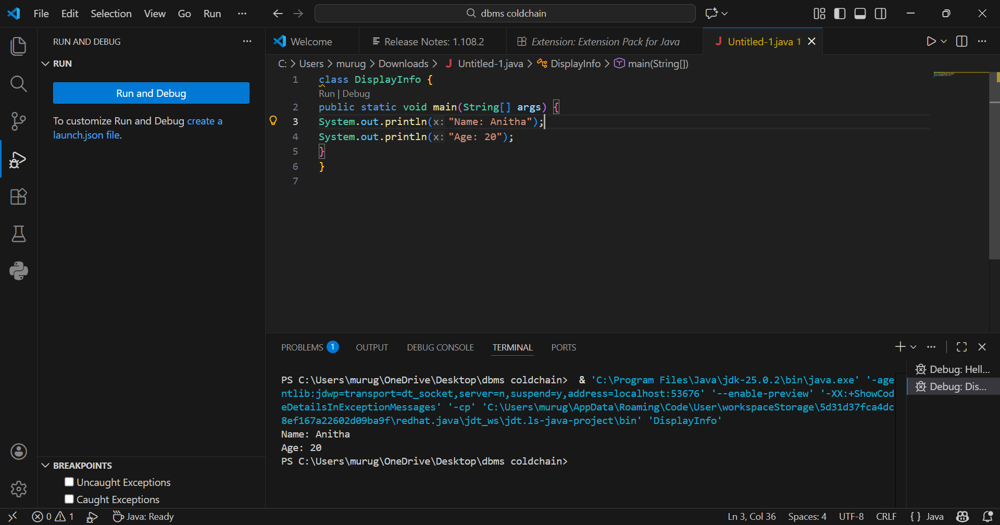 File Edit Selection View Go Run ··· dbms coldchain
RUN AND DEBUG ···
RUN
Run and Debug
To customize Run and Debug create a
launch.json file.
BREAKPOINTS
Uncaught Exceptions
Caught Exceptions
Welcome Release Notes: 1.108.2 Extension: Extension Pack for Java J Untitled-1.java 1
C: > Users > murug > Downloads > J Untitled-1.java > DisplayInfo > main(String[])
1 class DisplayInfo {
Run | Debug
2 public static void main(String[] args) {
3 System.out.println(x: "Name: Anitha");
4 System.out.println(x: "Age: 20");
5 }
6 }
7
PROBLEMS 1 OUTPUT DEBUG CONSOLE TERMINAL PORTS
PS C:\Users\murug\OneDrive\Desktop\dbms coldchain>  & 'C:\Program Files\Java\jdk-25.0.2\bin\java.exe' '-age
ntlib:jdwp=transport=dt_socket,server=n,suspend=y,address=localhost:53676' '--enable-preview' '-XX:+ShowCod
eDetailsInExceptionMessages' '-cp' 'C:\Users\murug\AppData\Roaming\Code\User\workspaceStorage\5d31d37fca4dc
8ef167a22602d09ba9f\redhat.java\jdt_ws\jdt.ls-java-project\bin' 'DisplayInfo'
Name: Anitha
Age: 20
PS C:\Users\murug\OneDrive\Desktop\dbms coldchain>
Debug: Hell...
Debug: Dis...
0 1 Java: Ready Ln 3, Col 36 Spaces: 4 UTF-8 CRLF { } Java